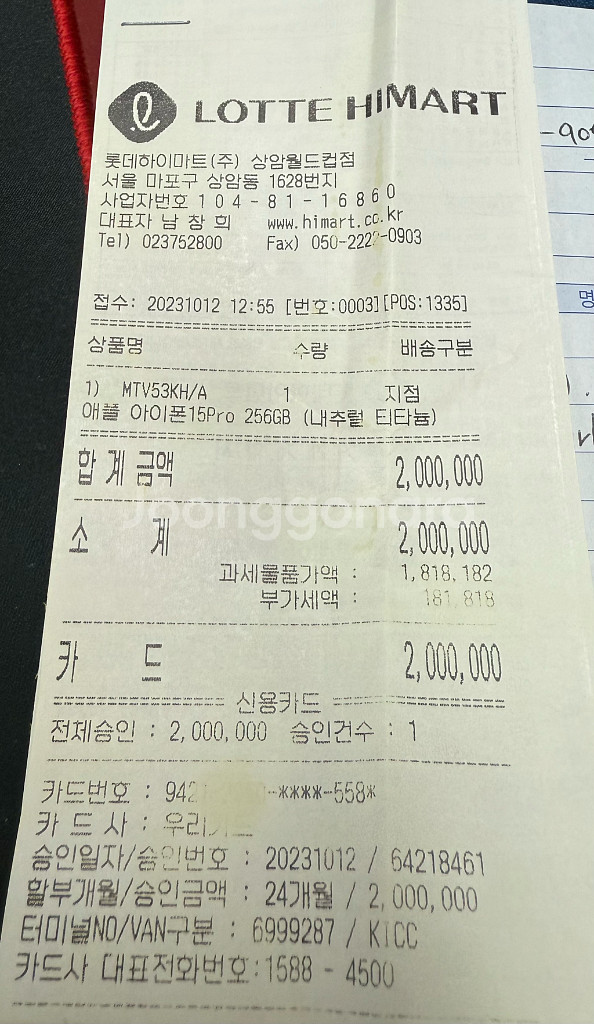 LOTTE HIMART
롯데하이마트(주) 상암월드컵점
서울 마포구 상암동 1628번지
사업자번호 104-81-16860
대표자 남 창 희 www.himart.co.kr
Tel) 023752800 Fax) 050-2222-0903
접수: 20231012 12:55 [번호:0003][POS:1335]
상품명 수량 배송구분
1) MTV53KH/A 1 지점
애플 아이폰15Pro 256GB (내추럴 티타늄)
합계금액 2,000,000
소 계 2,000,000
과세물품가액 : 1,818,182
부가세액 : 181,818
카 드 2,000,000
신용카드
전체승인 : 2,000,000 승인건수 : 1
카드번호 : 942 -****-558*
카 드 사 : 우리카드
승인일자/승인번호 : 20231012 / 64218461
할부개월/승인금액 : 24개월 / 2,000,000
터미널NO/VAN구분 : 6999287 / KICC
카드사 대표전화번호:1588 - 4500
명